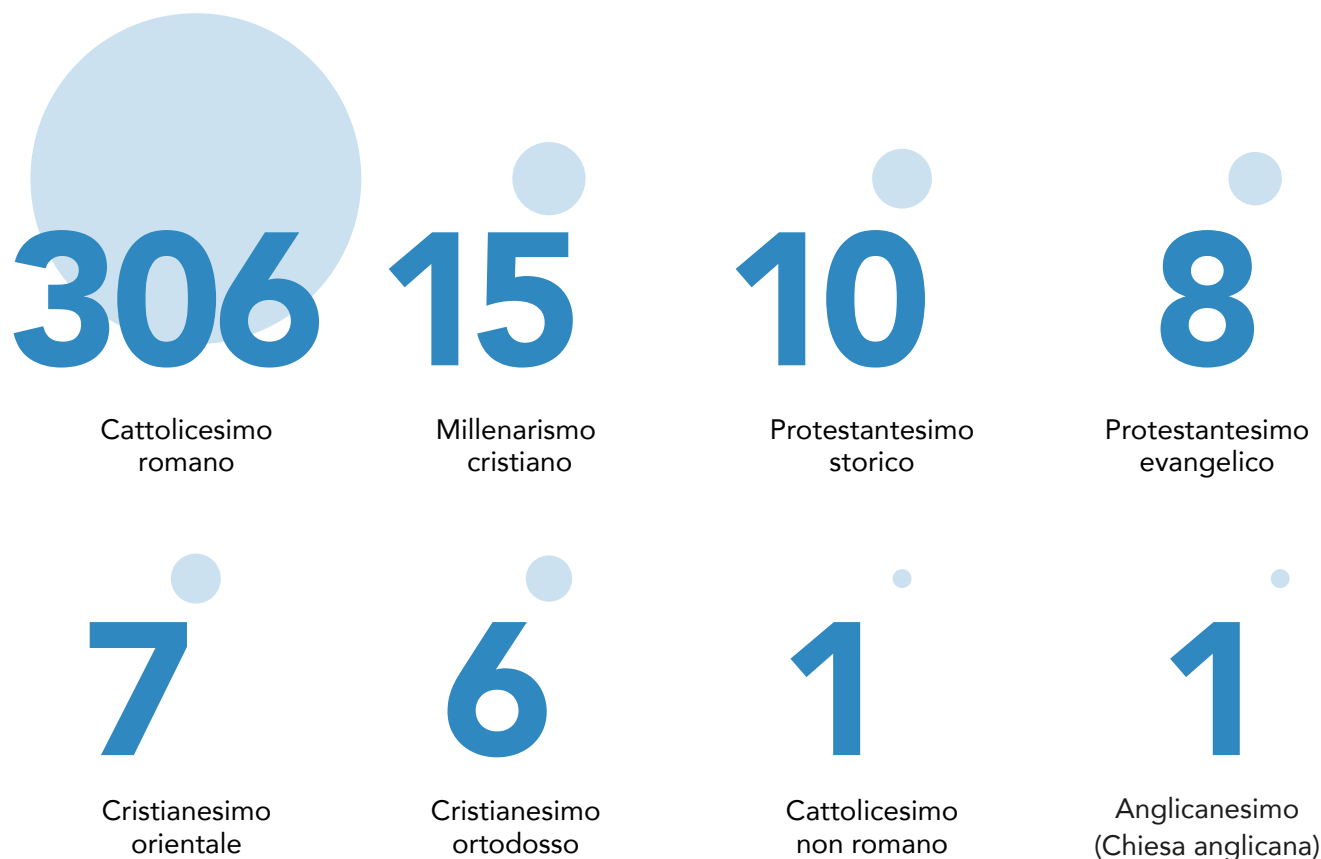 306
15
10
8
Cattolicesimo
romano
Millenarismo
cristiano
Protestantesimo
storico
Protestantesimo
evangelico
7
6
1
1
Cristianesimo
orientale
Cristianesimo
ortodosso
Cattolicesimo
non romano
Anglicanesimo
(Chiesa anglicana)